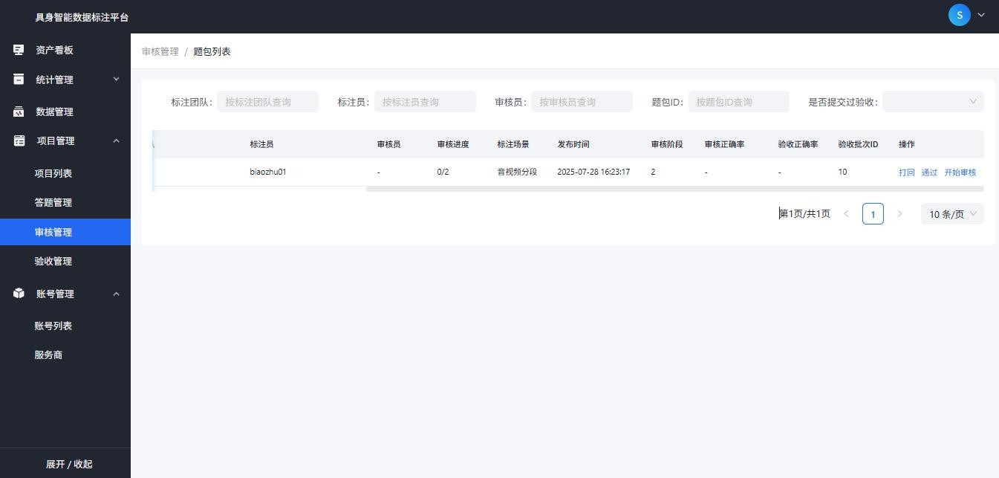 具身智能数据标注平台
S
资产看板
统计管理
数据管理
项目管理
项目列表
答题管理
审核管理
验收管理
账号管理
账号列表
服务商
展开 / 收起
审核管理 / 题包列表
标注团队： 按标注团队查询 标注员： 按标注员查询 审核员： 按审核员查询 题包ID： 按题包ID查询 是否提交过验收：
标注员 审核员 审核进度 标注场景 发布时间 审核阶段 审核正确率 验收正确率 验收批次ID 操作
biaozhu01 - 0/2 音视频分段 2025-07-28 16:23:17 2 - - 10 打回 通过 开始审核
第1页/共1页 < 1 > 10 条/页